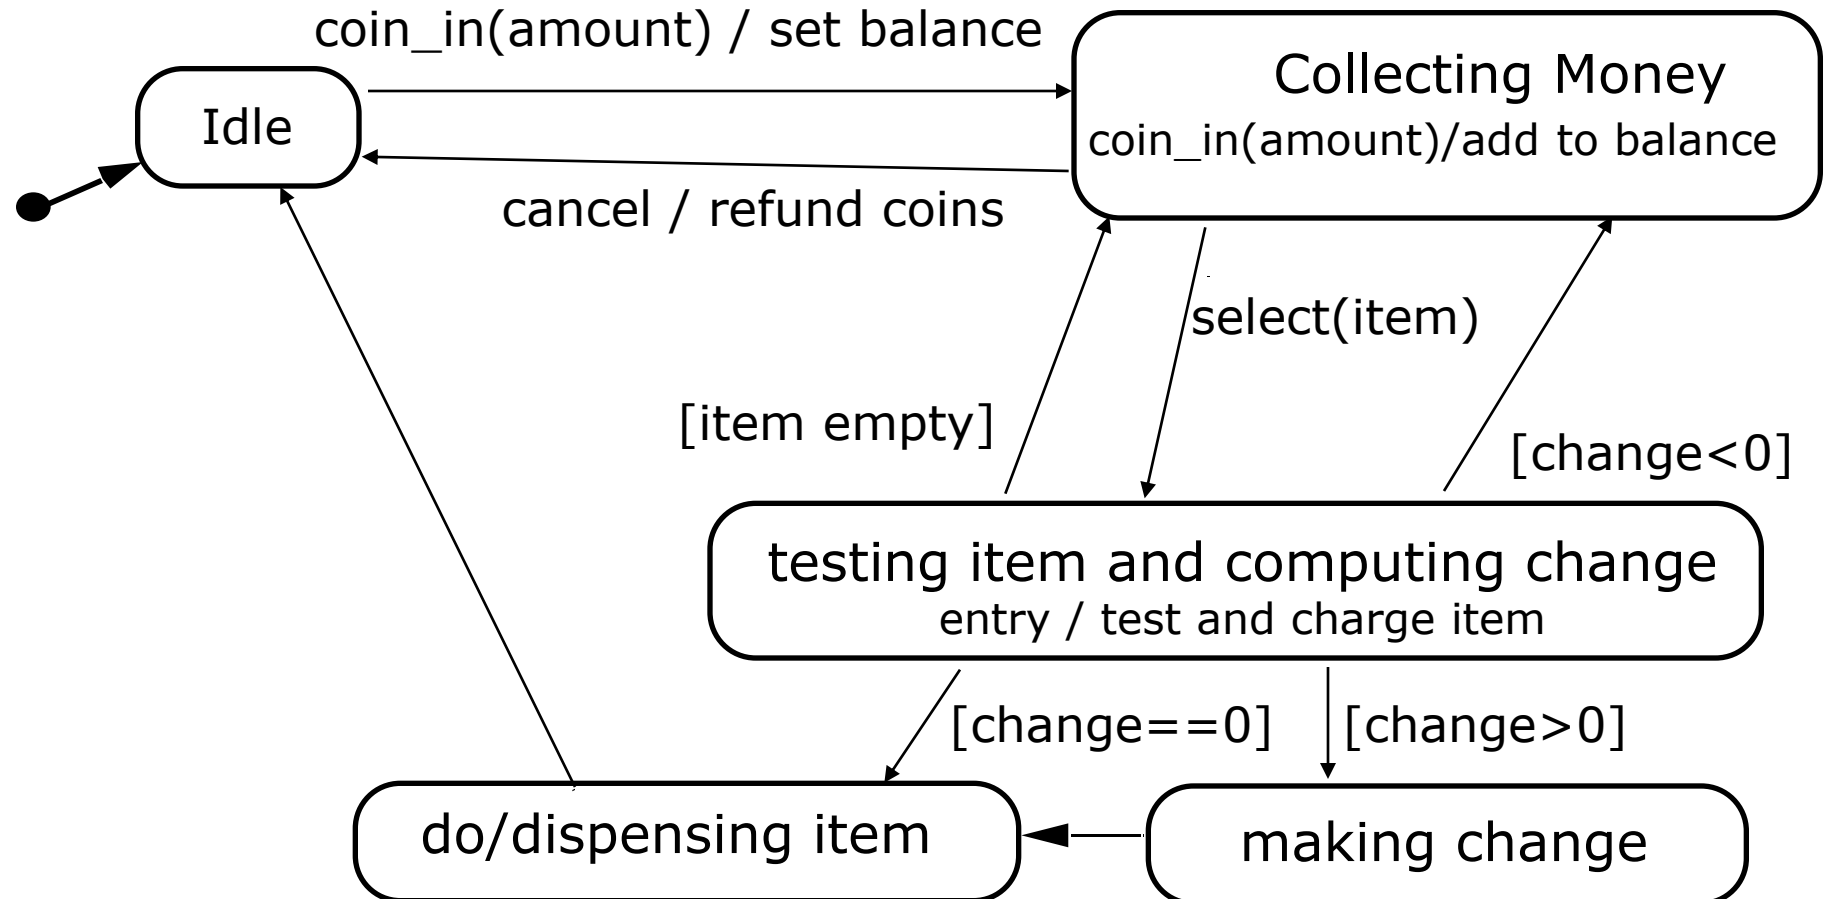 coin_in(amount) / set balance
Idle
Collecting Money
coin_in(amount)/add to balance
cancel / refund coins
select(item)
[item empty]
[change<0]
testing item and computing change
entry / test and charge item
[change==0]
[change>0]
do/dispensing item
making change